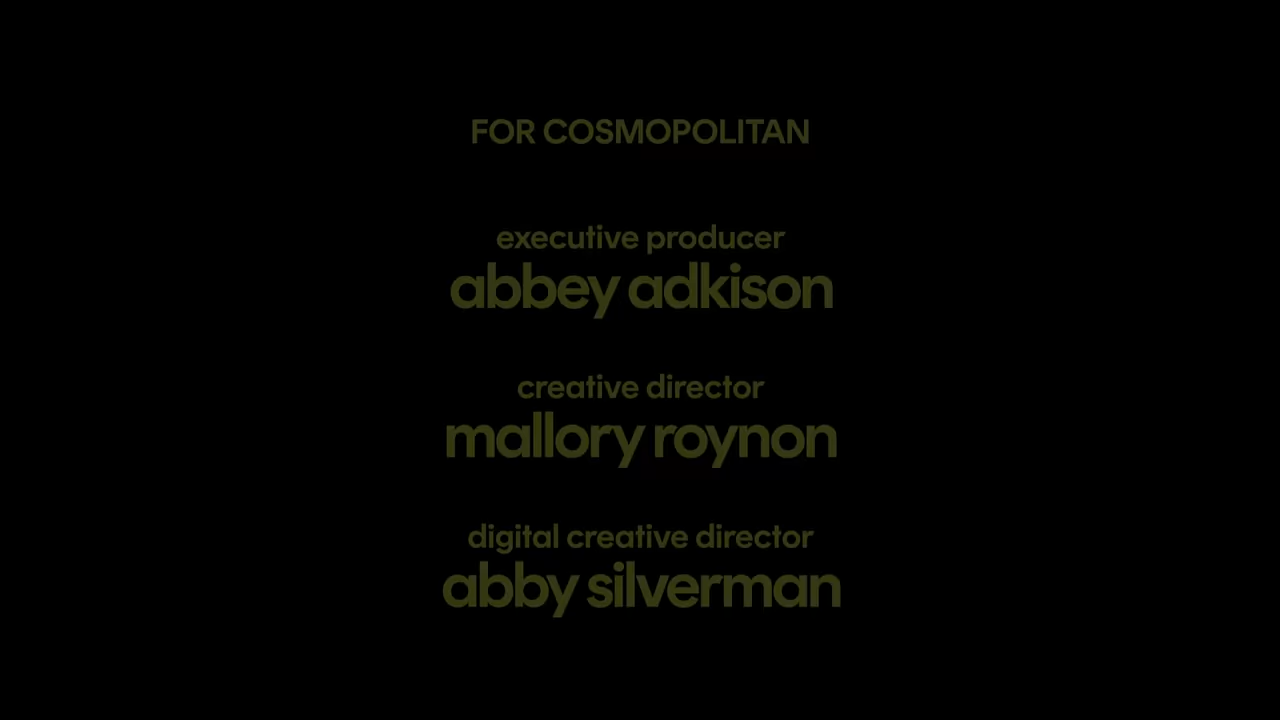 FOR COSMOPOLITAN
executive producer
abbey adkison
creative director
mallory roynon
digital creative director
abby silverman